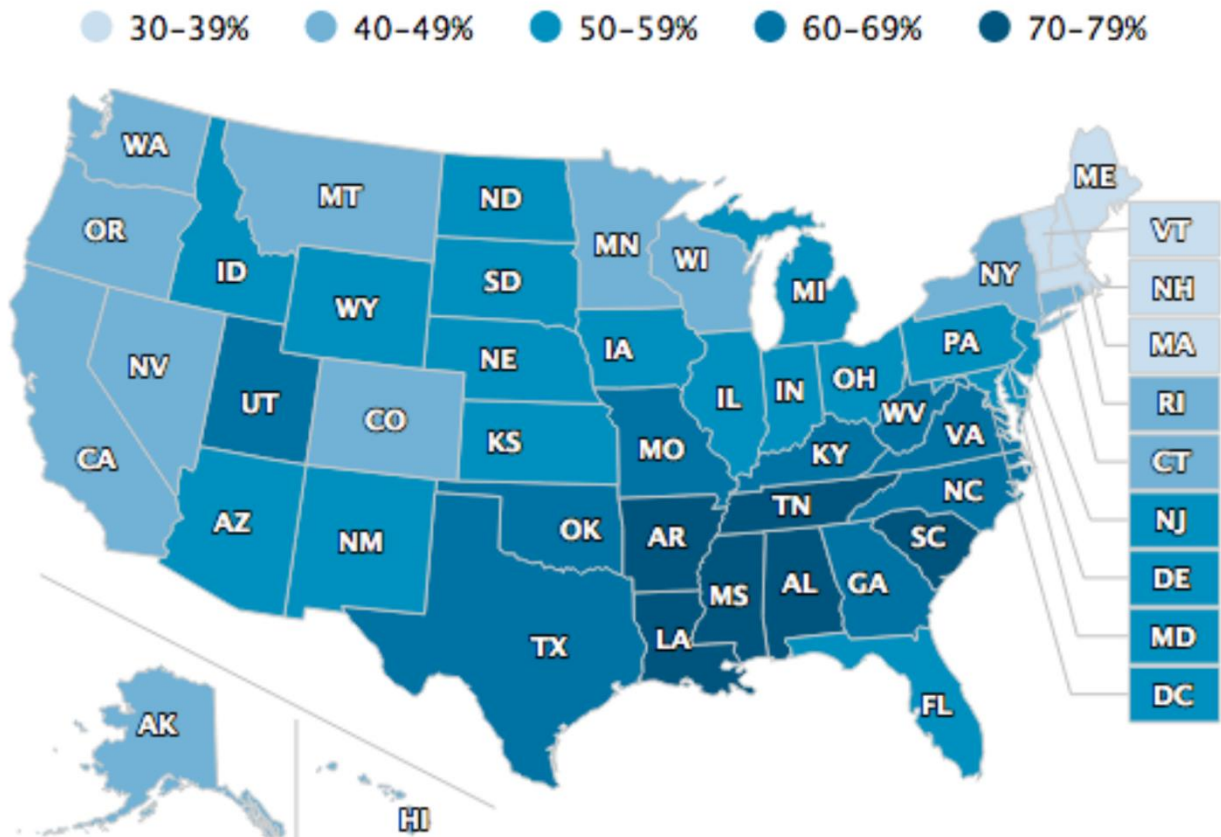 30-39% 40-49% 50-59% 60-69% 70-79%
WA
MT
ND
ME
OR
MN
VT
ID
SD
WI
NY
NH
WY
MI
MA
IA
PA
NV
NE
OH
RI
UT
IL
IN
CO
WV
VA
CA
KS
MO
KY
CT
NC
TN
AZ
NM
OK
AR
SC
NJ
MS
AL
GA
DE
TX
LA
MD
FL
DC
AK
HI